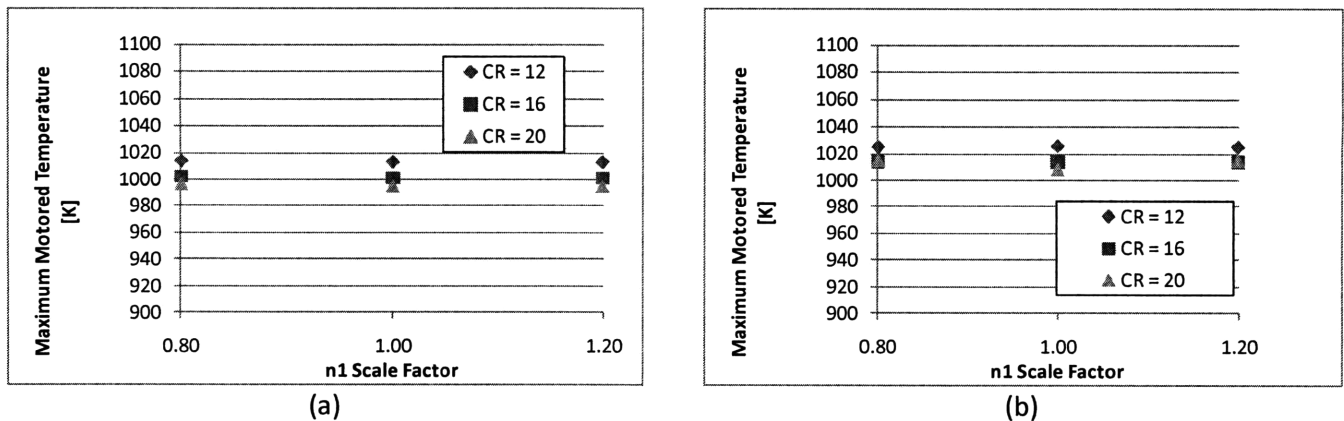 Maximum Motored Temperature
[K]
1100
1080
1060
1040
1020
1000
980
960
940
920
900
CR = 12
CR = 16
CR = 20
0.80
1.00
1.20
n1 Scale Factor
(a)
Maximum Motored Temperature
[K]
1100
1080
1060
1040
1020
1000
980
960
940
920
900
CR = 12
CR = 16
CR = 20
0.80
1.00
1.20
n1 Scale Factor
(b)